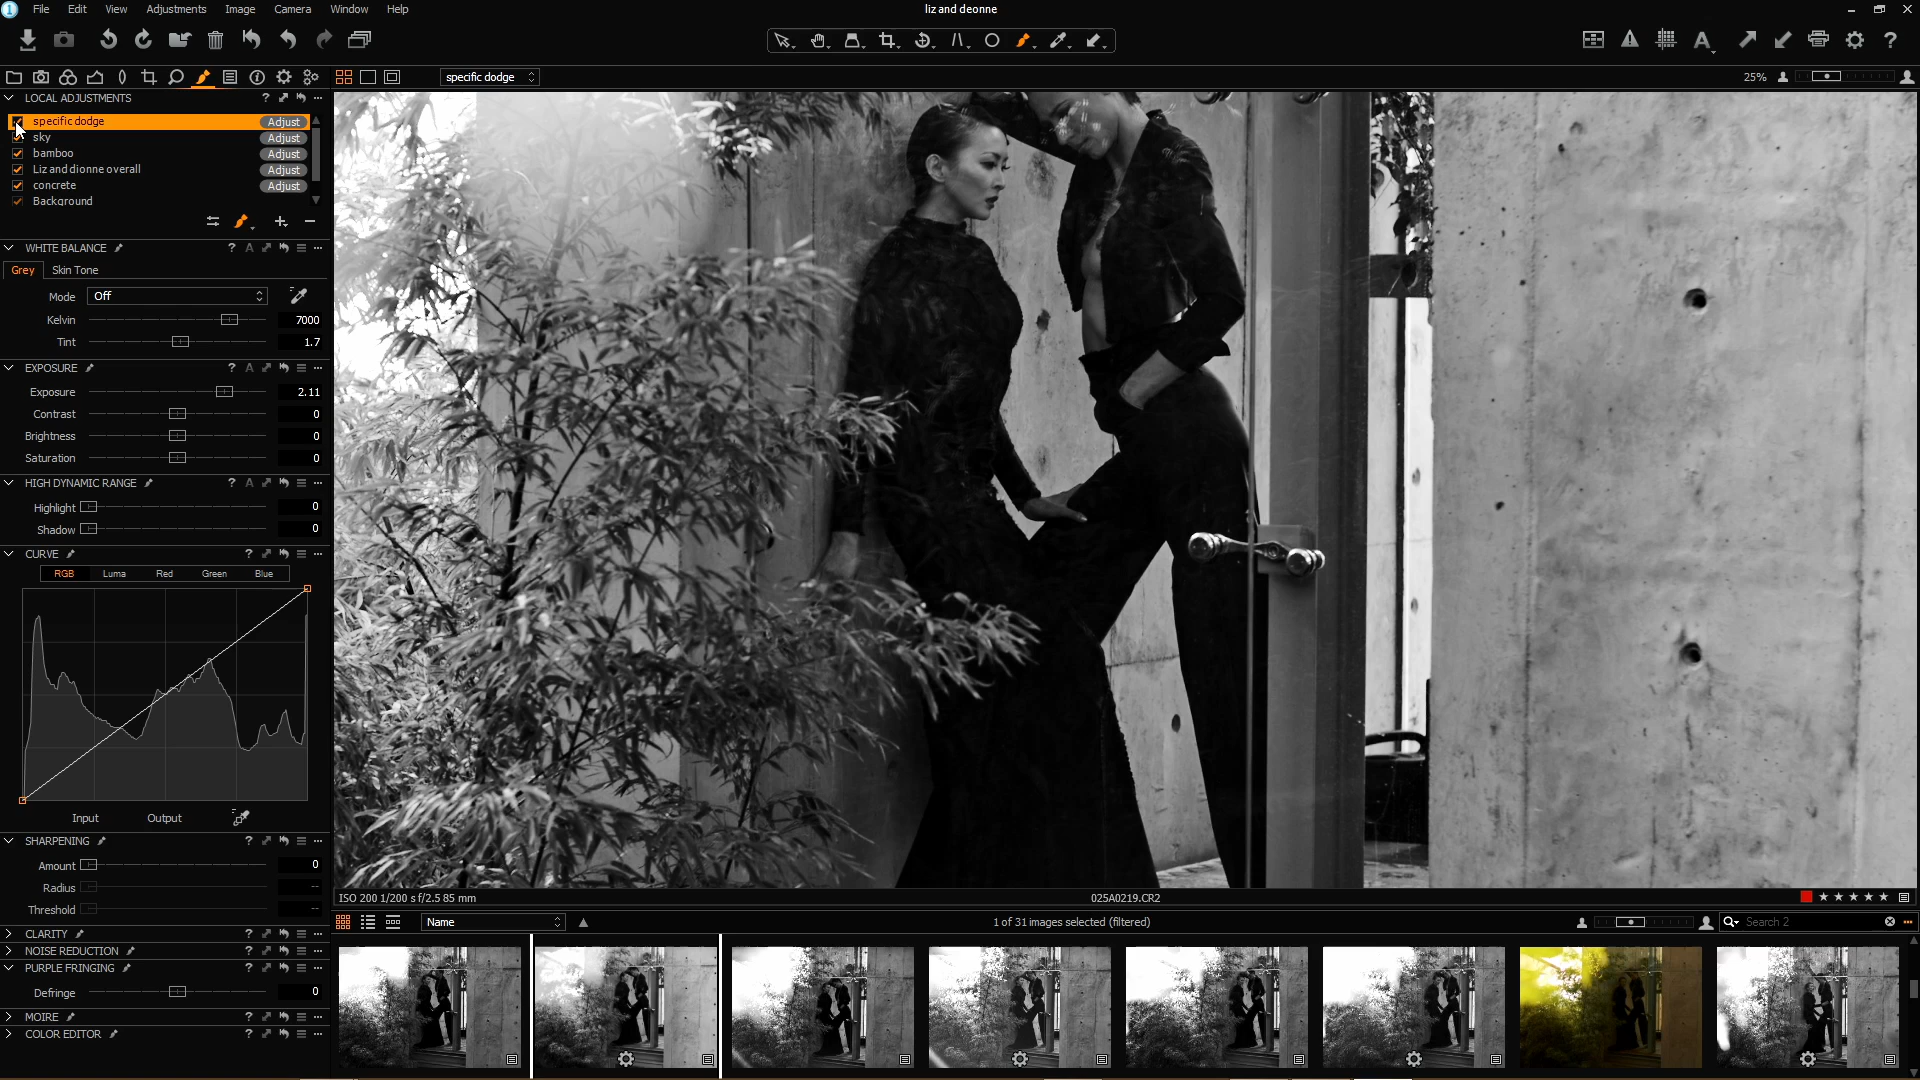 1 File Edit View Adjustments Image Camera Window Help
liz and deonne
A ?
specific dodge
25%
LOCAL ADJUSTMENTS ? ...
specific dodge Adjust
sky Adjust
bamboo Adjust
Liz and dionne overall Adjust
concrete Adjust
Background
WHITE BALANCE ? A ...
Grey Skin Tone
Mode Off
Kelvin 7000
Tint 1.7
EXPOSURE ? A ...
Exposure 2.11
Contrast 0
Brightness 0
Saturation 0
HIGH DYNAMIC RANGE ? A ...
Highlight 0
Shadow 0
CURVE ? ...
RGB Luma Red Green Blue
Input Output
SHARPENING ? ...
Amount 0
Radius --
Threshold --
CLARITY ? ...
NOISE REDUCTION ? ...
PURPLE FRINGING ? ...
Defringe 0
MOIRE ? ...
COLOR EDITOR ? ...
ISO 200 1/200 s f/2.5 85 mm
025A0219.CR2
Name
1 of 31 images selected (filtered)
Search 2